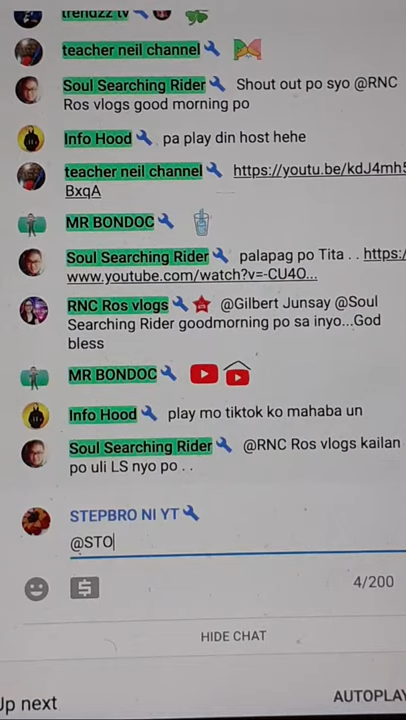 trendzz tv
teacher neil channel
Soul Searching Rider Shout out po syo @RNC
Ros vlogs good morning po
Info Hood pa play din host hehe
teacher neil channel https://youtu.be/kdJ4mh5
BxqA
MR BONDOC
Soul Searching Rider palapag po Tita . . https:/
www.youtube.com/watch?v=-CU4O...
RNC Ros vlogs @Gilbert Junsay @Soul
Searching Rider goodmorning po sa inyo...God
bless
MR BONDOC
Info Hood play mo tiktok ko mahaba un
Soul Searching Rider @RNC Ros vlogs kailan
po uli LS nyo po . .
STEPBRO NI YT
@STO
4/200
HIDE CHAT
Up next AUTOPLAY